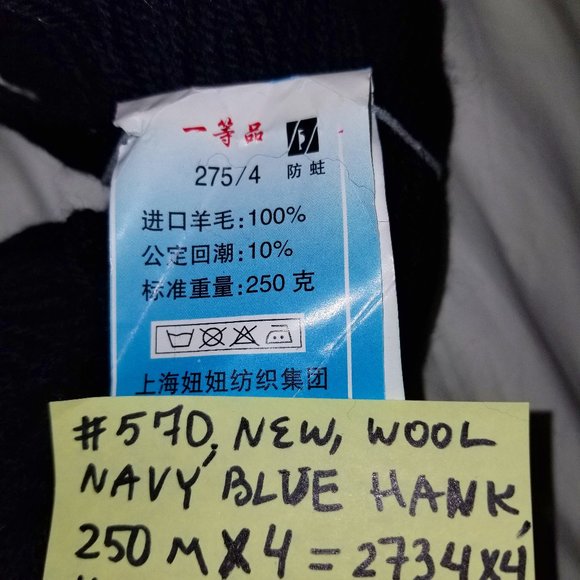 一等品
275/4 防蛀
进口羊毛:100%
公定回潮:10%
标准重量:250 克
上海妞妞纺织集团
#570, NEW, WOOL
NAVY BLUE HANK,
250 M X 4 = 2734 X 4